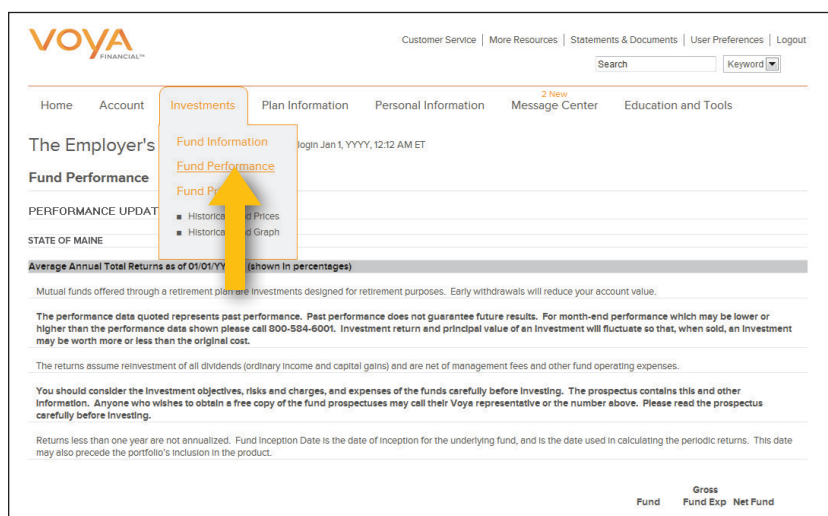 VOYA
FINANCIAL™
Customer Service | More Resources | Statements & Documents | User Preferences | Logout
Search Keyword
2 New
Home Account Investments Plan Information Personal Information Message Center Education and Tools
The Employer's login Jan 1, YYYY, 12:12 AM ET
Fund Information
Fund Performance
Fund Performance
Fund
PERFORMANCE UPDAT
Historica Prices
Historica Graph
STATE OF MAINE
Average Annual Total Returns as of 01/01/YY (shown in percentages)
Mutual funds offered through a retirement plan are investments designed for retirement purposes. Early withdrawals will reduce your account value.
The performance data quoted represents past performance. Past performance does not guarantee future results. For month-end performance which may be lower or
higher than the performance data shown please call 800-584-6001. Investment return and principal value of an investment will fluctuate so that, when sold, an investment
may be worth more or less than the original cost.
The returns assume reinvestment of all dividends (ordinary income and capital gains) and are net of management fees and other fund operating expenses.
You should consider the investment objectives, risks and charges, and expenses of the funds carefully before investing. The prospectus contains this and other
information. Anyone who wishes to obtain a free copy of the fund prospectuses may call their Voya representative or the number above. Please read the prospectus
carefully before investing.
Returns less than one year are not annualized. Fund Inception Date is the date of inception for the underlying fund, and is the date used in calculating the periodic returns. This date
may also precede the portfolio's inclusion in the product.
Gross
Fund Fund Exp Net Fund